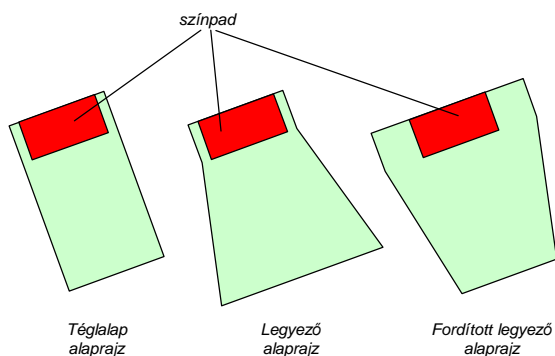 színpad
Téglalap
alaprajz
Legyező
alaprajz
Fordított legyező
alaprajz